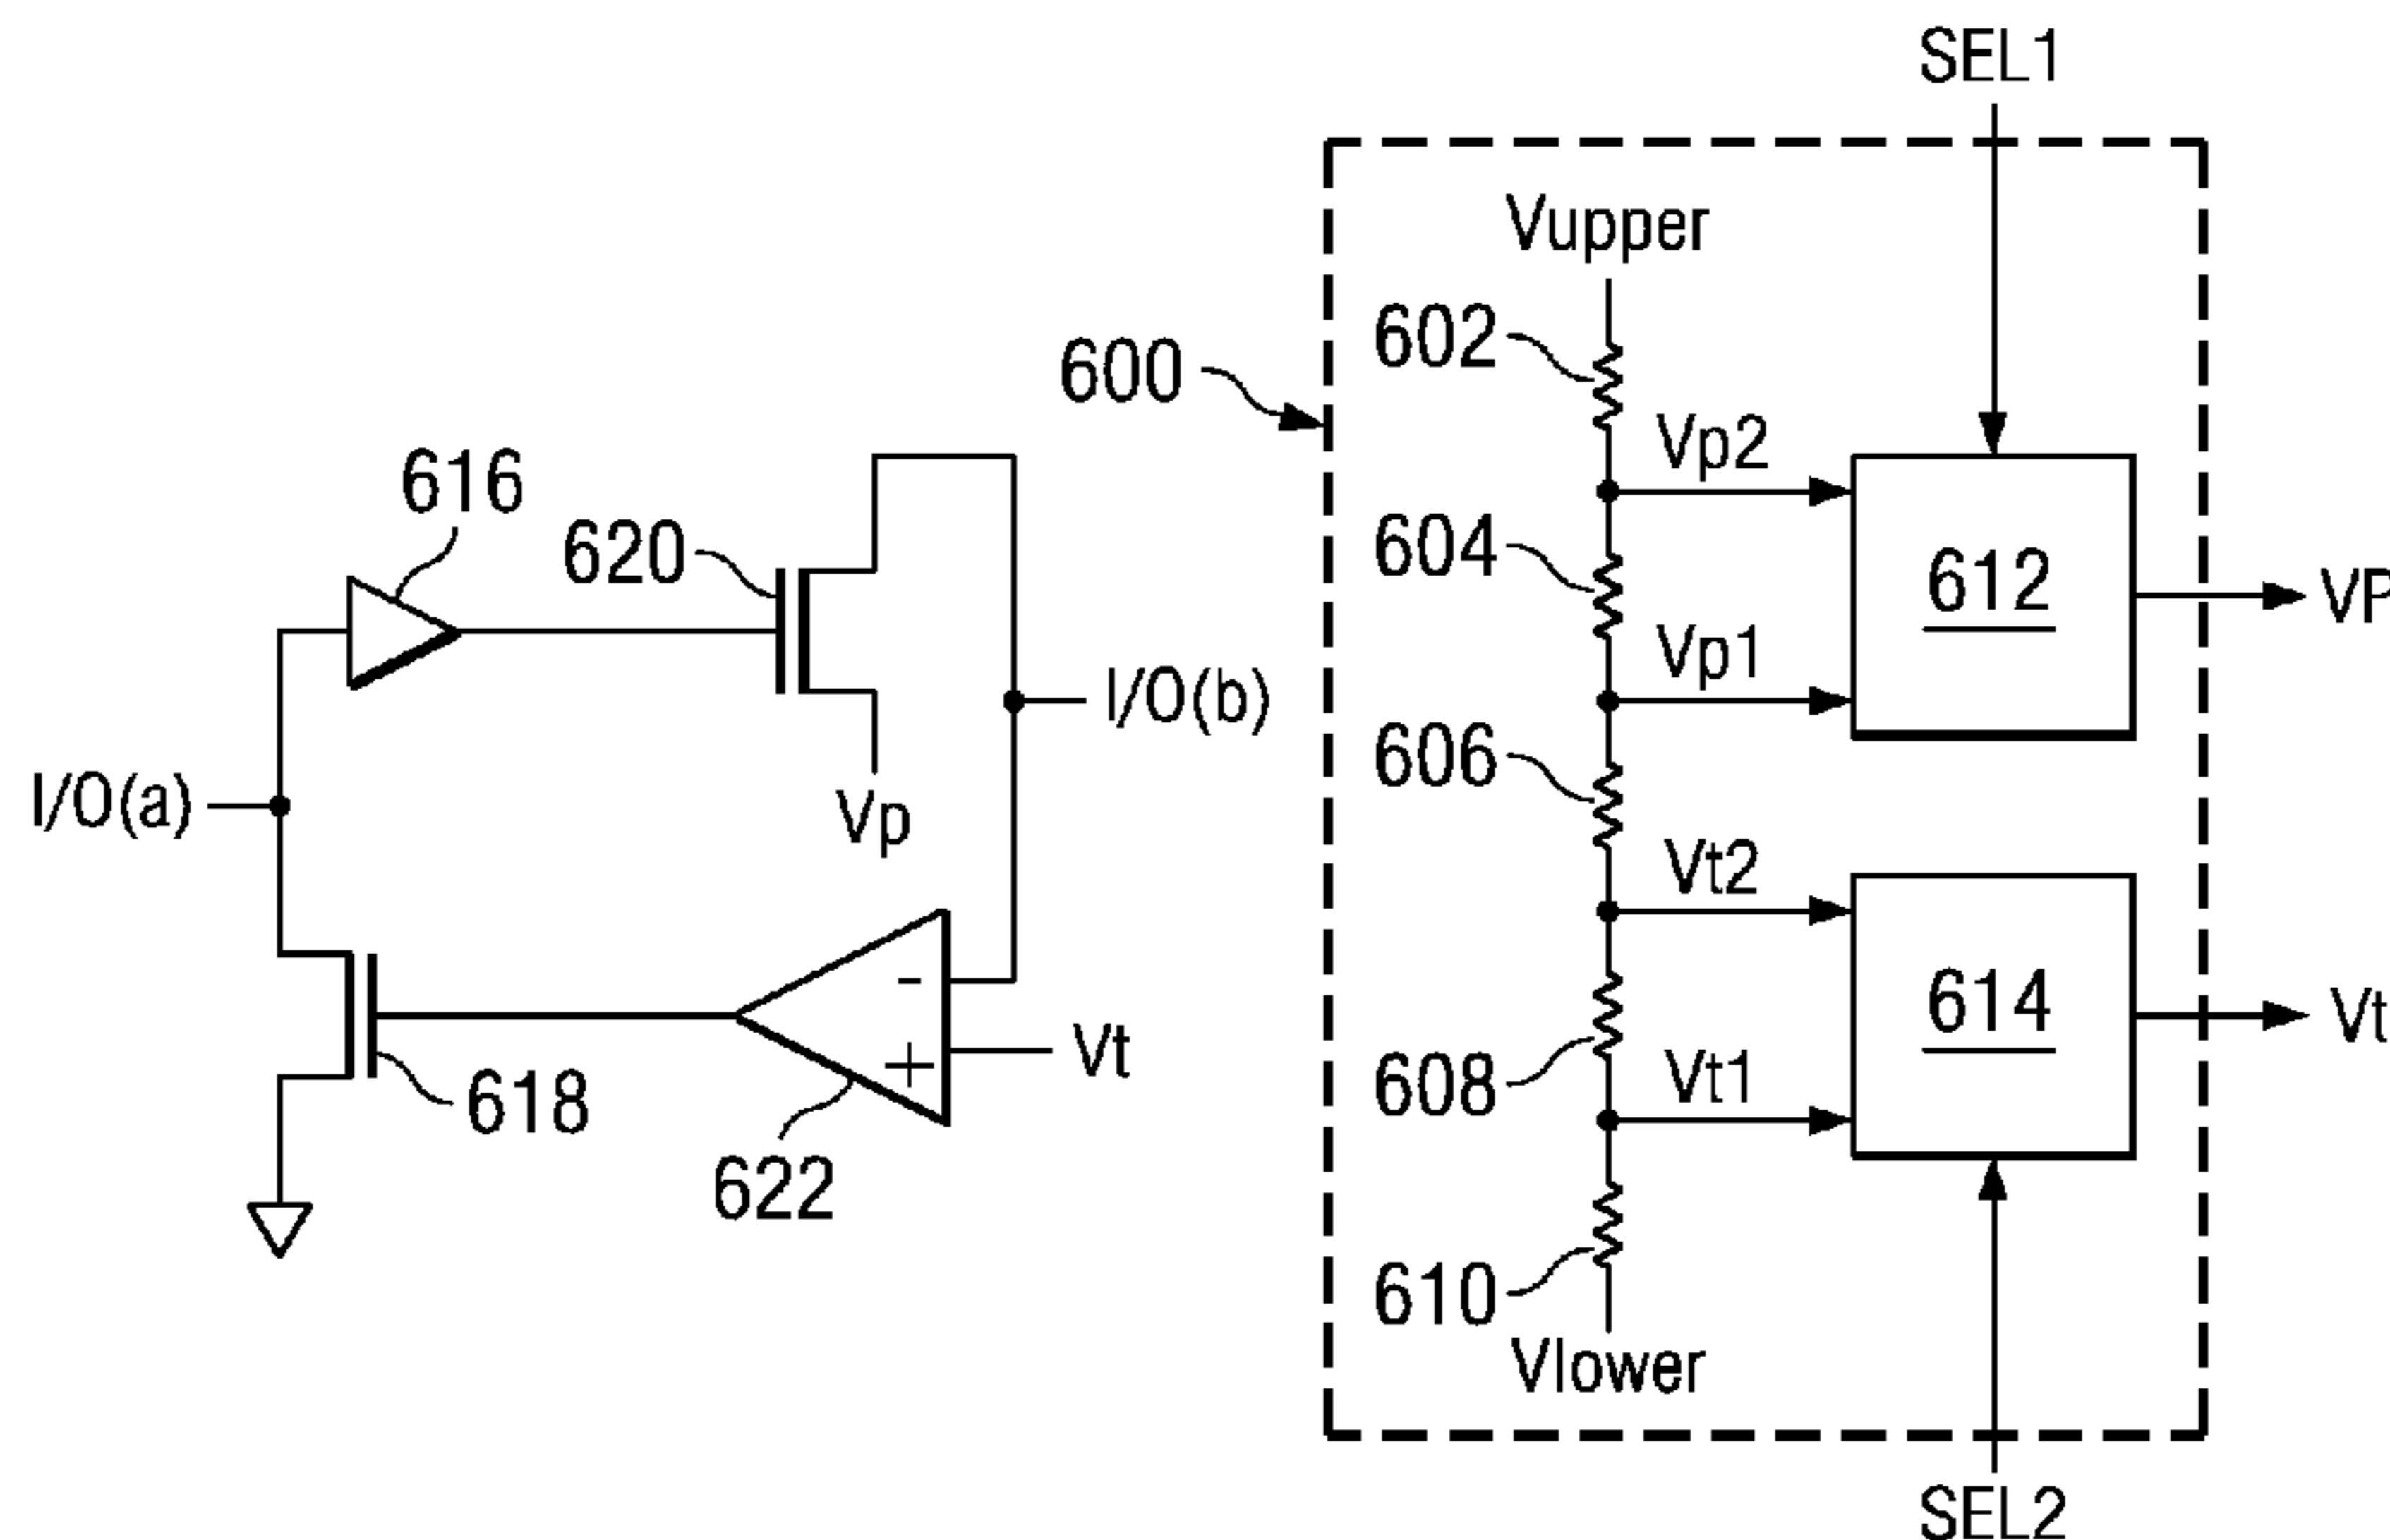 SEL1
Vupper
602
600
Vp2
616
620
604
612
VP
Vp1
I/O(b)
606
I/O(a)
Vp
Vt2
-
614
Vt
Vt
+
608
Vt1
618
622
610
Vlower
SEL2